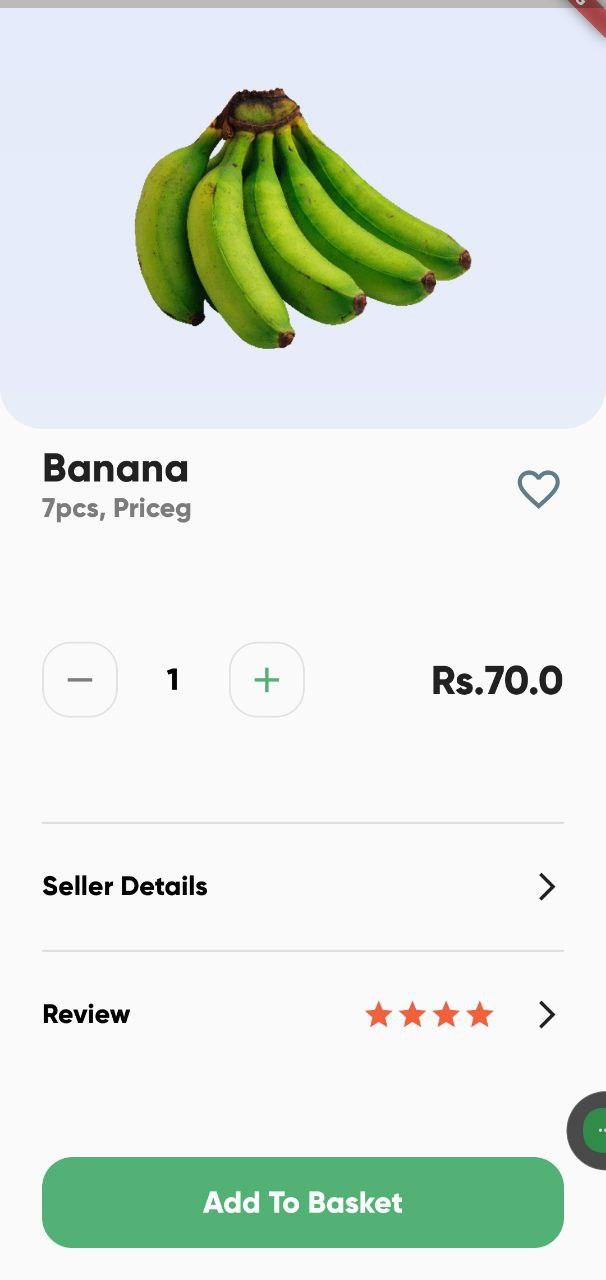 Banana
7pcs, Priceg
1
Rs.70.0
Seller Details
Review
Add To Basket